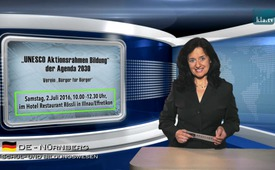 kla.tv
„UNESCO Aktionsrahmen Bildung"
der Agenda 2030
Verein „Bürger für Bürger"
Samstag, 2.Juli 2016, 10.00 -12.30 Uhr,
im Hotel Restaurant Rössli in Illnau/Effretikon
DE - NÜRNBERG
SCHUL- UND BILDUNGSWESEN